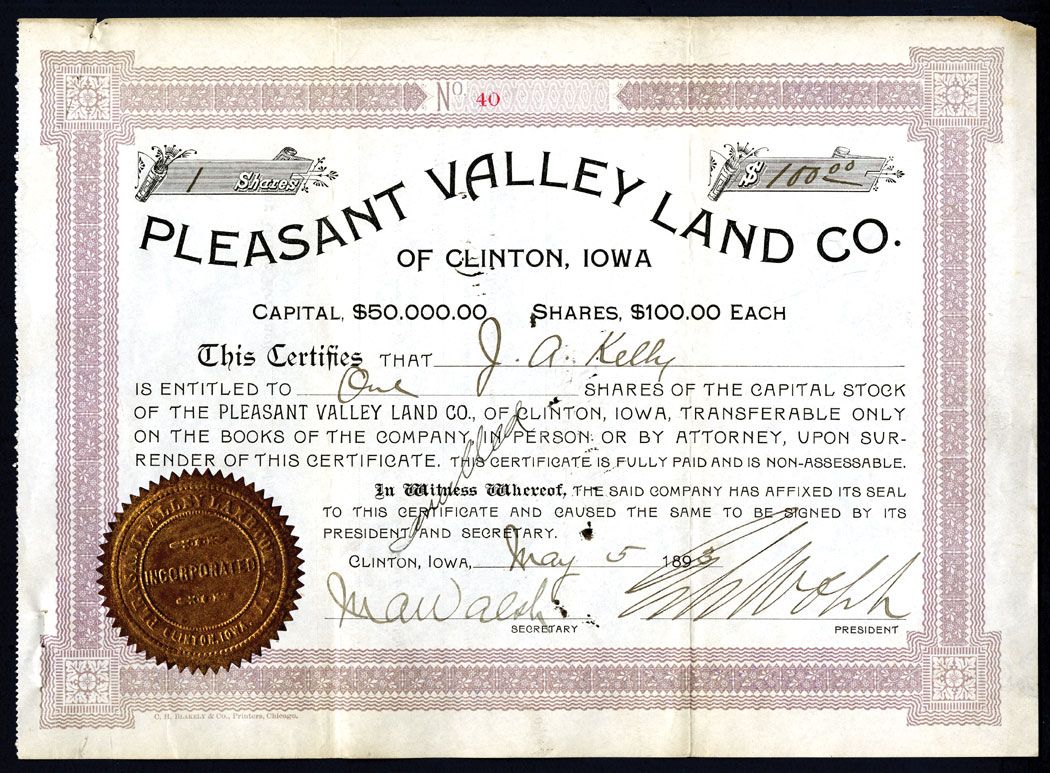 No. 40
1 Shares
$ 100.00
PLEASANT VALLEY LAND CO.
OF CLINTON, IOWA
CAPITAL, $50.000.00 SHARES, $100.00 EACH
This Certifies THAT J. A. Kelly
IS ENTITLED TO One SHARES OF THE CAPITAL STOCK
OF THE PLEASANT VALLEY LAND CO., OF CLINTON, IOWA, TRANSFERABLE ONLY
ON THE BOOKS OF THE COMPANY, IN PERSON OR BY ATTORNEY, UPON SUR-
RENDER OF THIS CERTIFICATE. THIS CERTIFICATE IS FULLY PAID AND IS NON-ASSESSABLE.
Cancelled
In Witness Whereof, THE SAID COMPANY HAS AFFIXED ITS SEAL
TO THIS CERTIFICATE AND CAUSED THE SAME TO BE SIGNED BY ITS
PRESIDENT AND SECRETARY.
CLINTON, IOWA, May 5 1893
M A Walsh
SECRETARY PRESIDENT
PLEASANT VALLEY LAND COMPANY
INCORPORATED
CLINTON, IOWA.
C. H. BLAKELY & CO., Printers, Chicago.